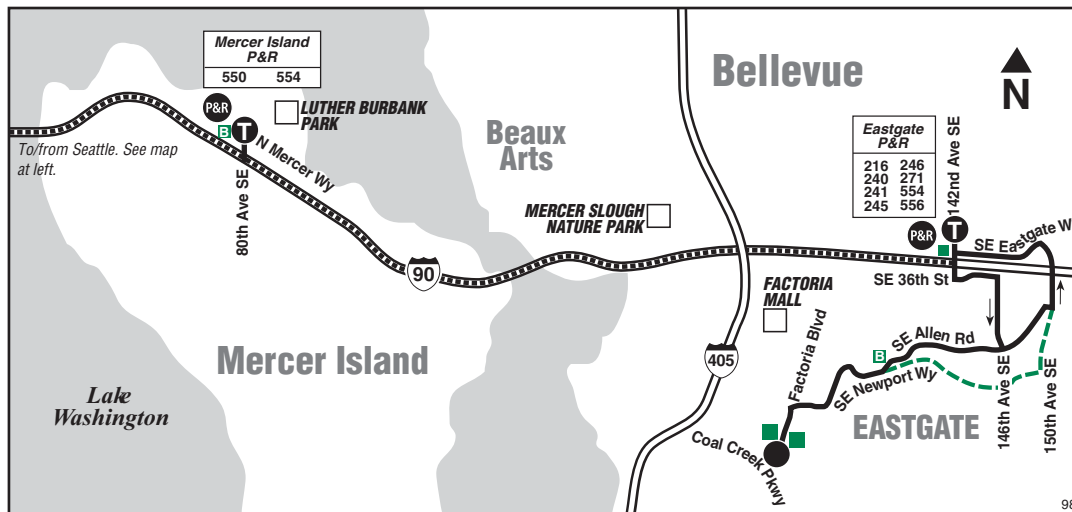 Mercer Island
P&R
550 554
P&R
B
T
LUTHER BURBANK
PARK
To/from Seattle. See map
at left.
N Mercer Wy
80th Ave SE
Beaux
Arts
Bellevue
N
MERCER SLOUGH
NATURE PARK
Eastgate
P&R
216 246
240 271
241 554
245 556
142nd Ave SE
P&R
T
SE Eastgate W
SE 36th St
90
405
FACTORIA
MALL
Factoria Blvd
B
SE Allen Rd
SE Newport Wy
146th Ave SE
150th Ave SE
EASTGATE
Coal Creek Pkwy
Mercer Island
Lake
Washington
98